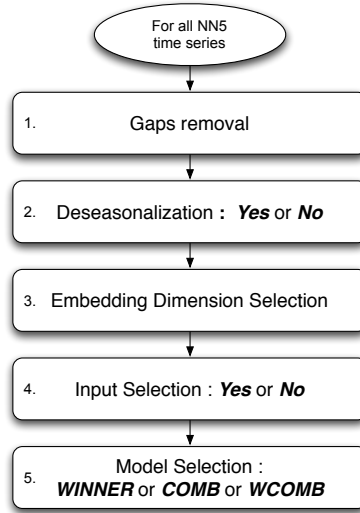 For all NN5
time series
1. Gaps removal
2. Deseasonalization : Yes or No
3. Embedding Dimension Selection
4. Input Selection : Yes or No
5. Model Selection :
WINNER or COMB or WCOMB